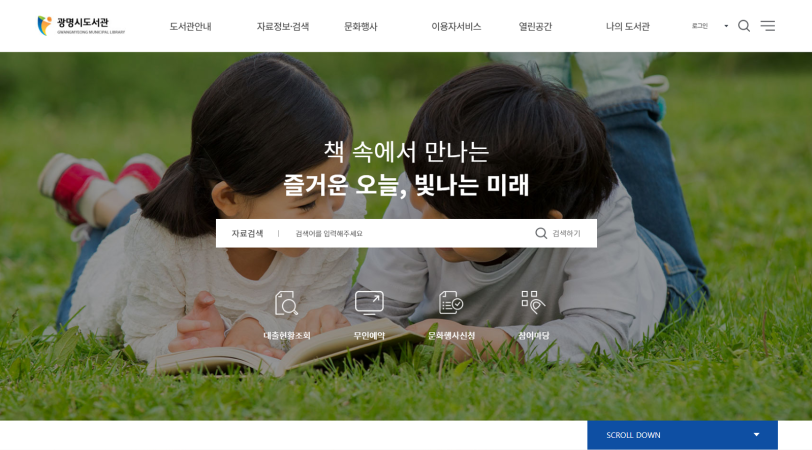 광명시도서관
GWANGMYEONG MUNICIPAL LIBRARY
도서관안내
자료정보·검색
문화행사
이용자서비스
열린공간
나의 도서관
로그인
책 속에서 만나는
즐거운 오늘, 빛나는 미래
자료검색
검색어를 입력해주세요
검색하기
대출현황조회
무인예약
문화행사신청
참여마당
SCROLL DOWN